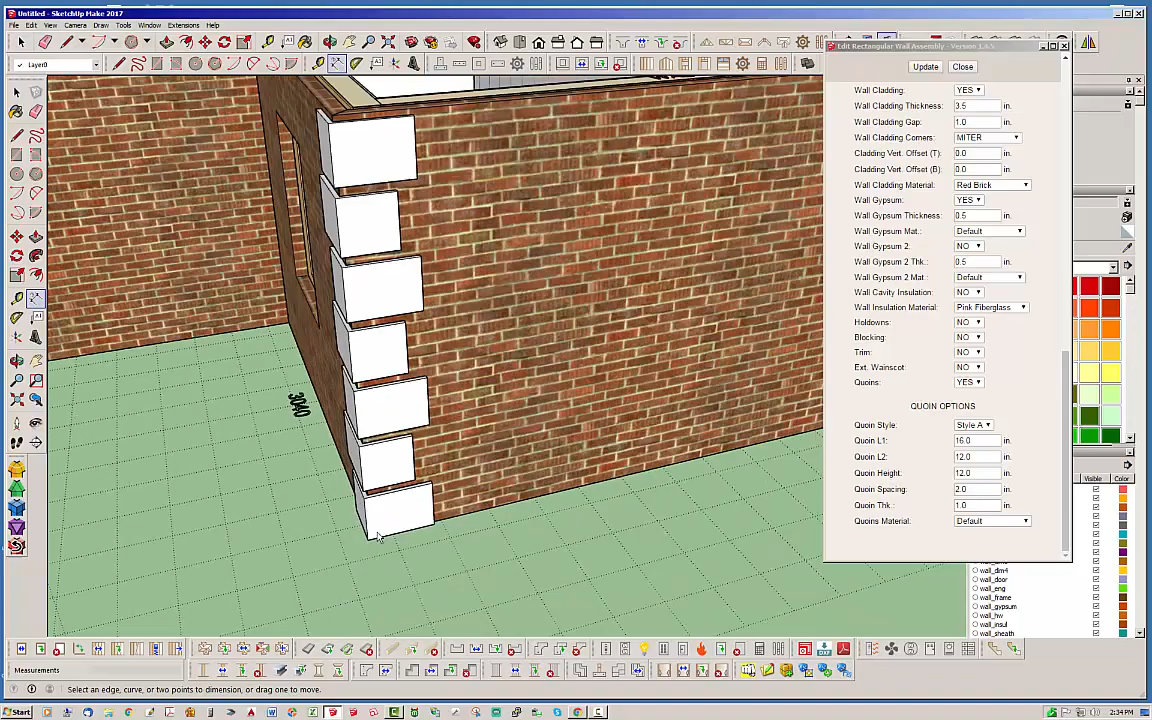 Untitled - SketchUp Make 2017
File Edit View Camera Draw Tools Window Extensions Help
Layer0
Edit Rectangular Wall Assembly - Version 1.6.5
Update Close
Wall Cladding: YES
Wall Cladding Thickness: 3.5 in.
Wall Cladding Gap: 1.0 in.
Wall Cladding Corners: MITER
Cladding Vert. Offset (T): 0.0 in.
Cladding Vert. Offset (B): 0.0 in.
Wall Cladding Material: Red Brick
Wall Gypsum: YES
Wall Gypsum Thickness: 0.5 in.
Wall Gypsum Mat.: Default
Wall Gypsum 2: NO
Wall Gypsum 2 Thk.: 0.5 in.
Wall Gypsum 2 Mat.: Default
Wall Cavity Insulation: NO
Wall Insulation Material: Pink Fiberglass
Holdowns: NO
Blocking: NO
Trim: NO
Ext. Wainscot: NO
Quoins: YES
QUOIN OPTIONS
Quoin Style: Style A
Quoin L1: 16.0 in.
Quoin L2: 12.0 in.
Quoin Height: 12.0 in.
Quoin Spacing: 2.0 in.
Quoin Thk.: 1.0 in.
Quoins Material: Default
3040
Visible Color
wall_dim4
wall_door
wall_eng
wall_frame
wall_gypsum
wall_hw
wall_insul
wall_sheath
Measurements
Select an edge, curve, or two points to dimension, or drag one to move.
Start
2:34 PM